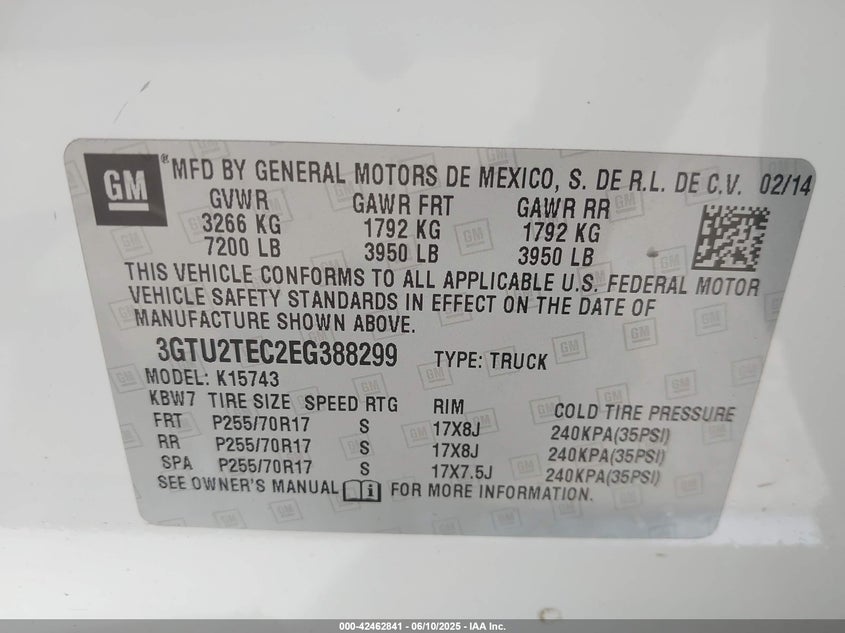 GM ® MFD BY GENERAL MOTORS DE MEXICO, S. DE R.L. DE C.V. 02/14
GVWR GAWR FRT GAWR RR
3266 KG 1792 KG 1792 KG
7200 LB 3950 LB 3950 LB
THIS VEHICLE CONFORMS TO ALL APPLICABLE U.S. FEDERAL MOTOR
VEHICLE SAFETY STANDARDS IN EFFECT ON THE DATE OF
MANUFACTURE SHOWN ABOVE.
3GTU2TEC2EG388299 TYPE: TRUCK
MODEL: K15743
KBW7 TIRE SIZE SPEED RTG RIM COLD TIRE PRESSURE
FRT P255/70R17 S 17X8J 240KPA(35PSI)
RR P255/70R17 S 17X8J 240KPA(35PSI)
SPA P255/70R17 S 17X7.5J 240KPA(35PSI)
SEE OWNER'S MANUAL i FOR MORE INFORMATION.
000-42462841 / 06/10/2025 - IAA Inc.